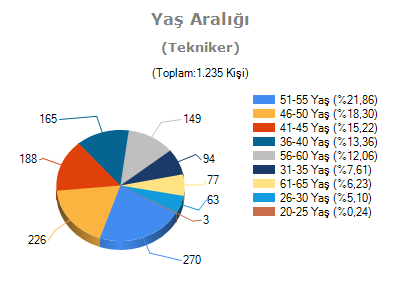 Yaş Aralığı
(Tekniker)
(Toplam:1.235 Kişi)
51-55 Yaş (%21,86)
46-50 Yaş (%18,30)
41-45 Yaş (%15,22)
36-40 Yaş (%13,36)
56-60 Yaş (%12,06)
31-35 Yaş (%7,61)
61-65 Yaş (%6,23)
26-30 Yaş (%5,10)
20-25 Yaş (%0,24)
165
149
188
94
77
63
3
226
270